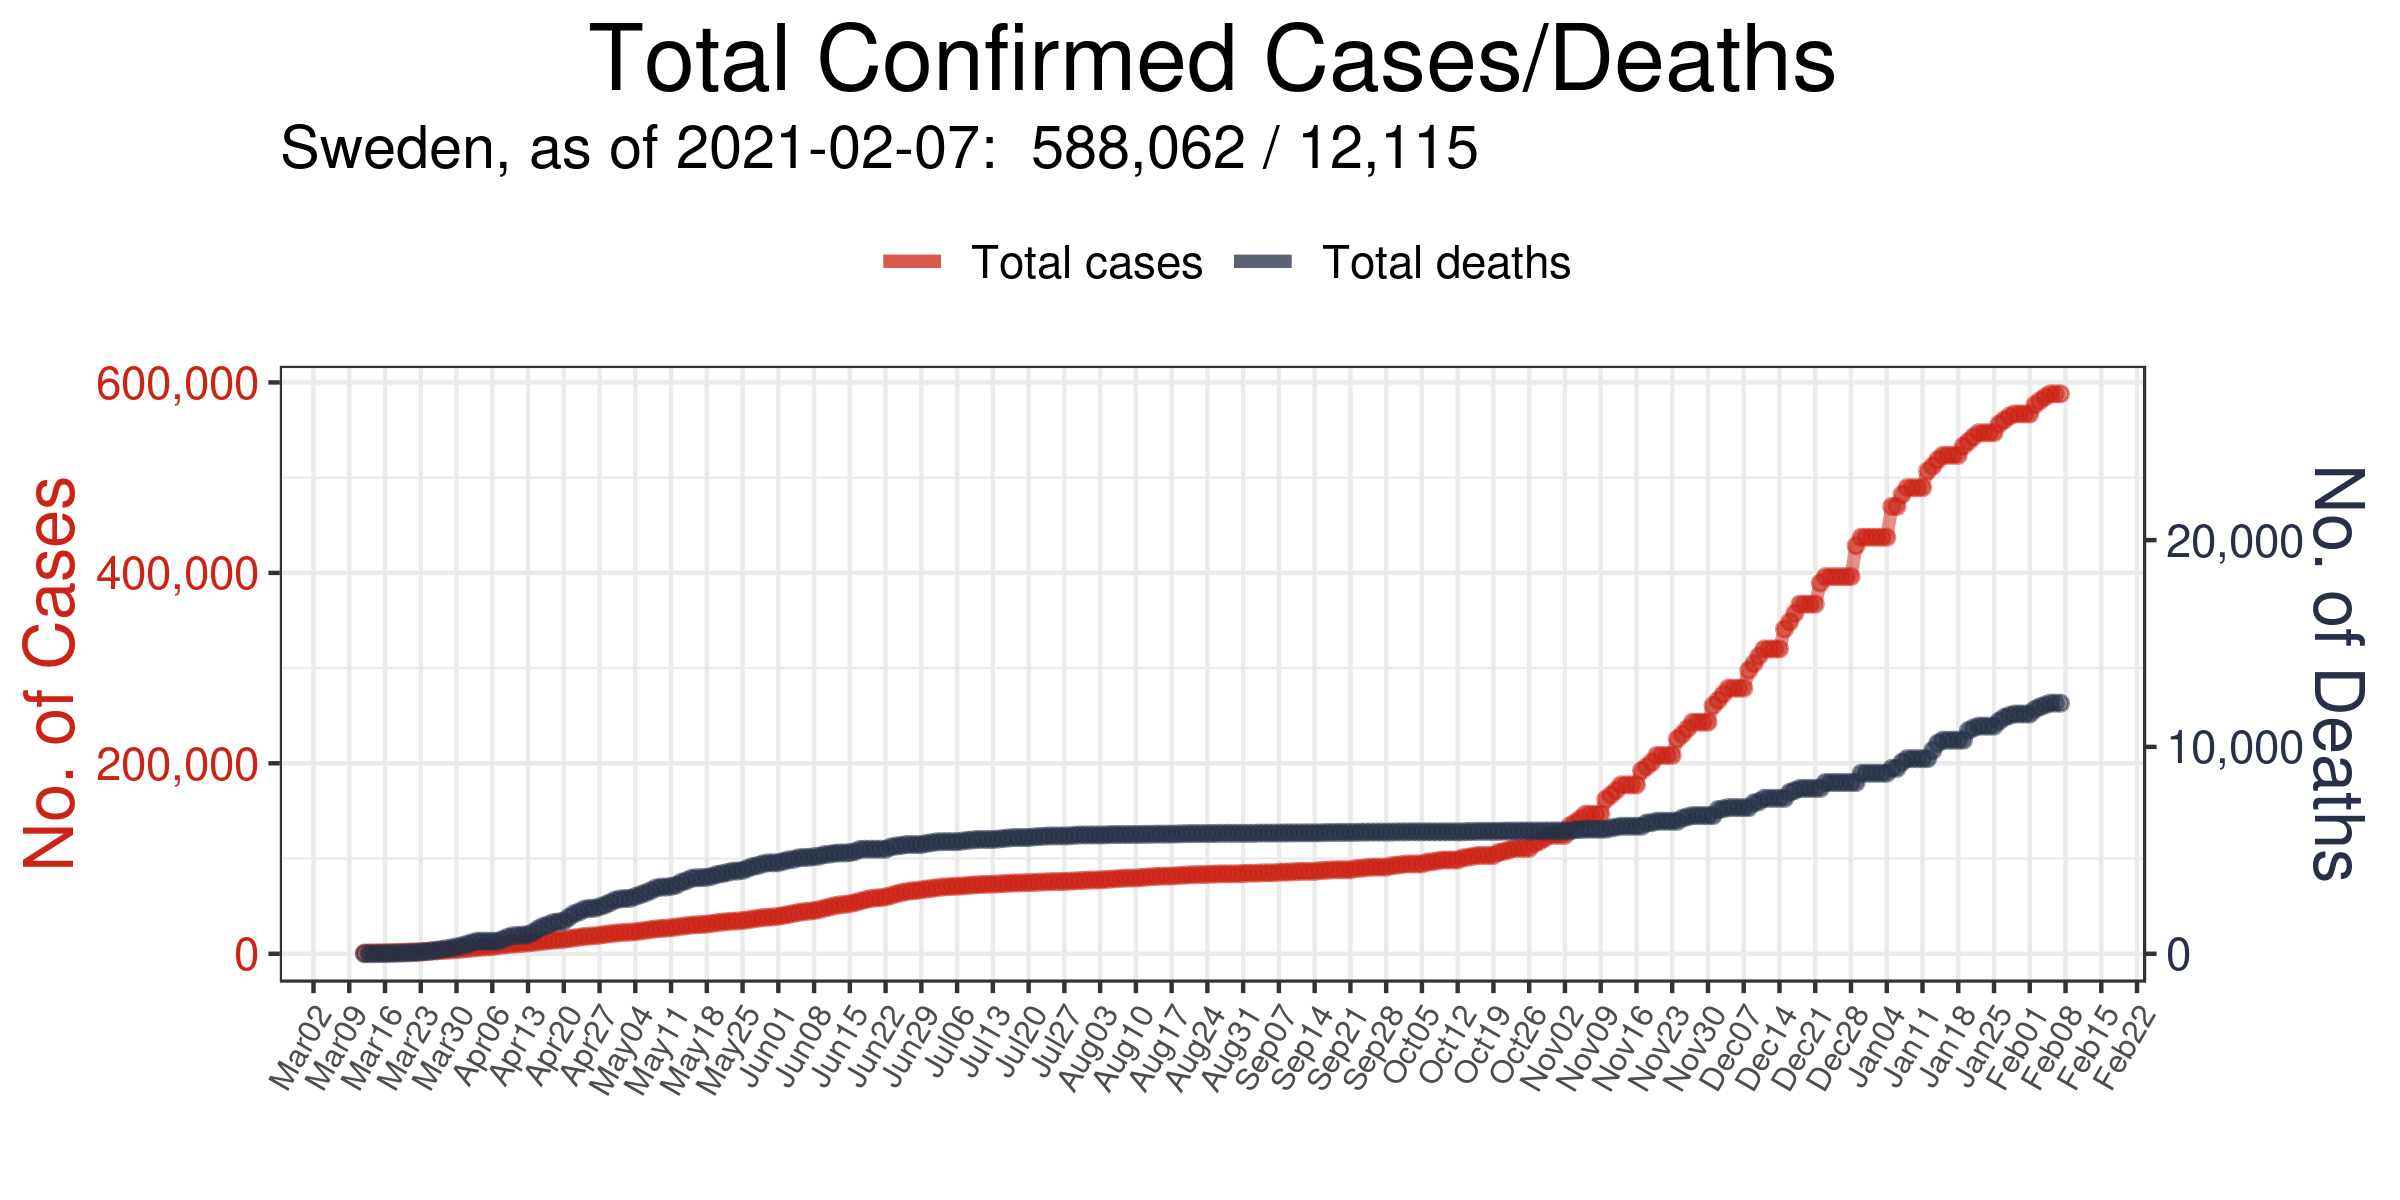 Total Confirmed Cases/Deaths
Sweden, as of 2021-02-07:  588,062 / 12,115
Total cases
Total deaths
No. of Cases
600,000
400,000
200,000
0
20,000
10,000
0
No. of Deaths
Mar02
Mar09
Mar16
Mar23
Mar30
Apr06
Apr13
Apr20
Apr27
May04
May11
May18
May25
Jun01
Jun08
Jun15
Jun22
Jun29
Jul06
Jul13
Jul20
Jul27
Aug03
Aug10
Aug17
Aug24
Aug31
Sep07
Sep14
Sep21
Sep28
Oct05
Oct12
Oct19
Oct26
Nov02
Nov09
Nov16
Nov23
Nov30
Dec07
Dec14
Dec21
Dec28
Jan04
Jan11
Jan18
Jan25
Feb01
Feb08
Feb15
Feb22